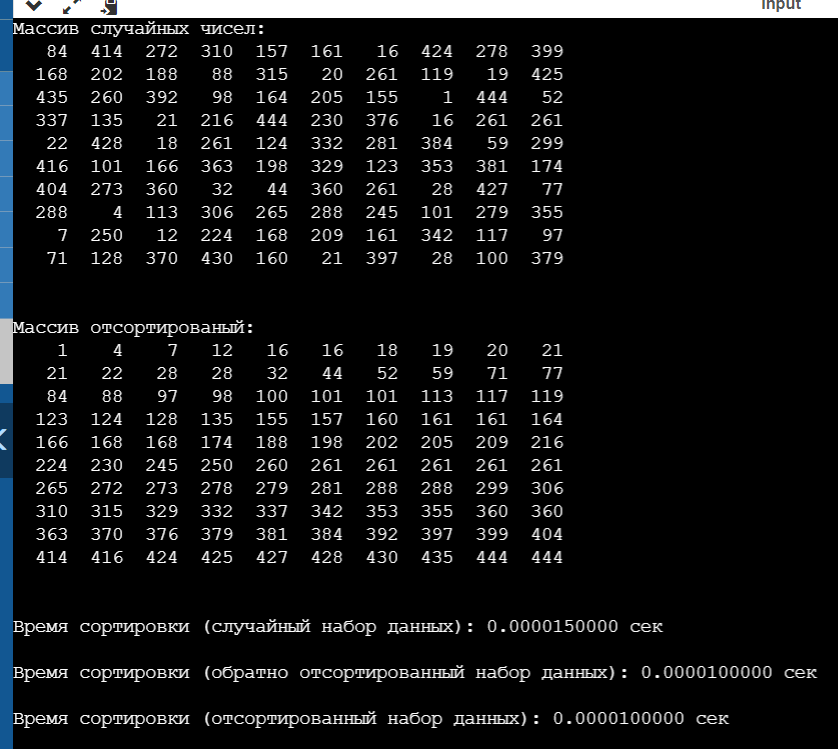 input
Массив случайных чисел:
84 414 272 310 157 161 16 424 278 399
168 202 188 88 315 20 261 119 19 425
435 260 392 98 164 205 155 1 444 52
337 135 21 216 444 230 376 16 261 261
22 428 18 261 124 332 281 384 59 299
416 101 166 363 198 329 123 353 381 174
404 273 360 32 44 360 261 28 427 77
288 4 113 306 265 288 245 101 279 355
7 250 12 224 168 209 161 342 117 97
71 128 370 430 160 21 397 28 100 379
Массив отсортированый:
1 4 7 12 16 16 18 19 20 21
21 22 28 28 32 44 52 59 71 77
84 88 97 98 100 101 101 113 117 119
123 124 128 135 155 157 160 161 161 164
166 168 168 174 188 198 202 205 209 216
224 230 245 250 260 261 261 261 261 261
265 272 273 278 279 281 288 288 299 306
310 315 329 332 337 342 353 355 360 360
363 370 376 379 381 384 392 397 399 404
414 416 424 425 427 428 430 435 444 444
Время сортировки (случайный набор данных): 0.0000150000 сек
Время сортировки (обратно отсортированный набор данных): 0.0000100000 сек
Время сортировки (отсортированный набор данных): 0.0000100000 сек